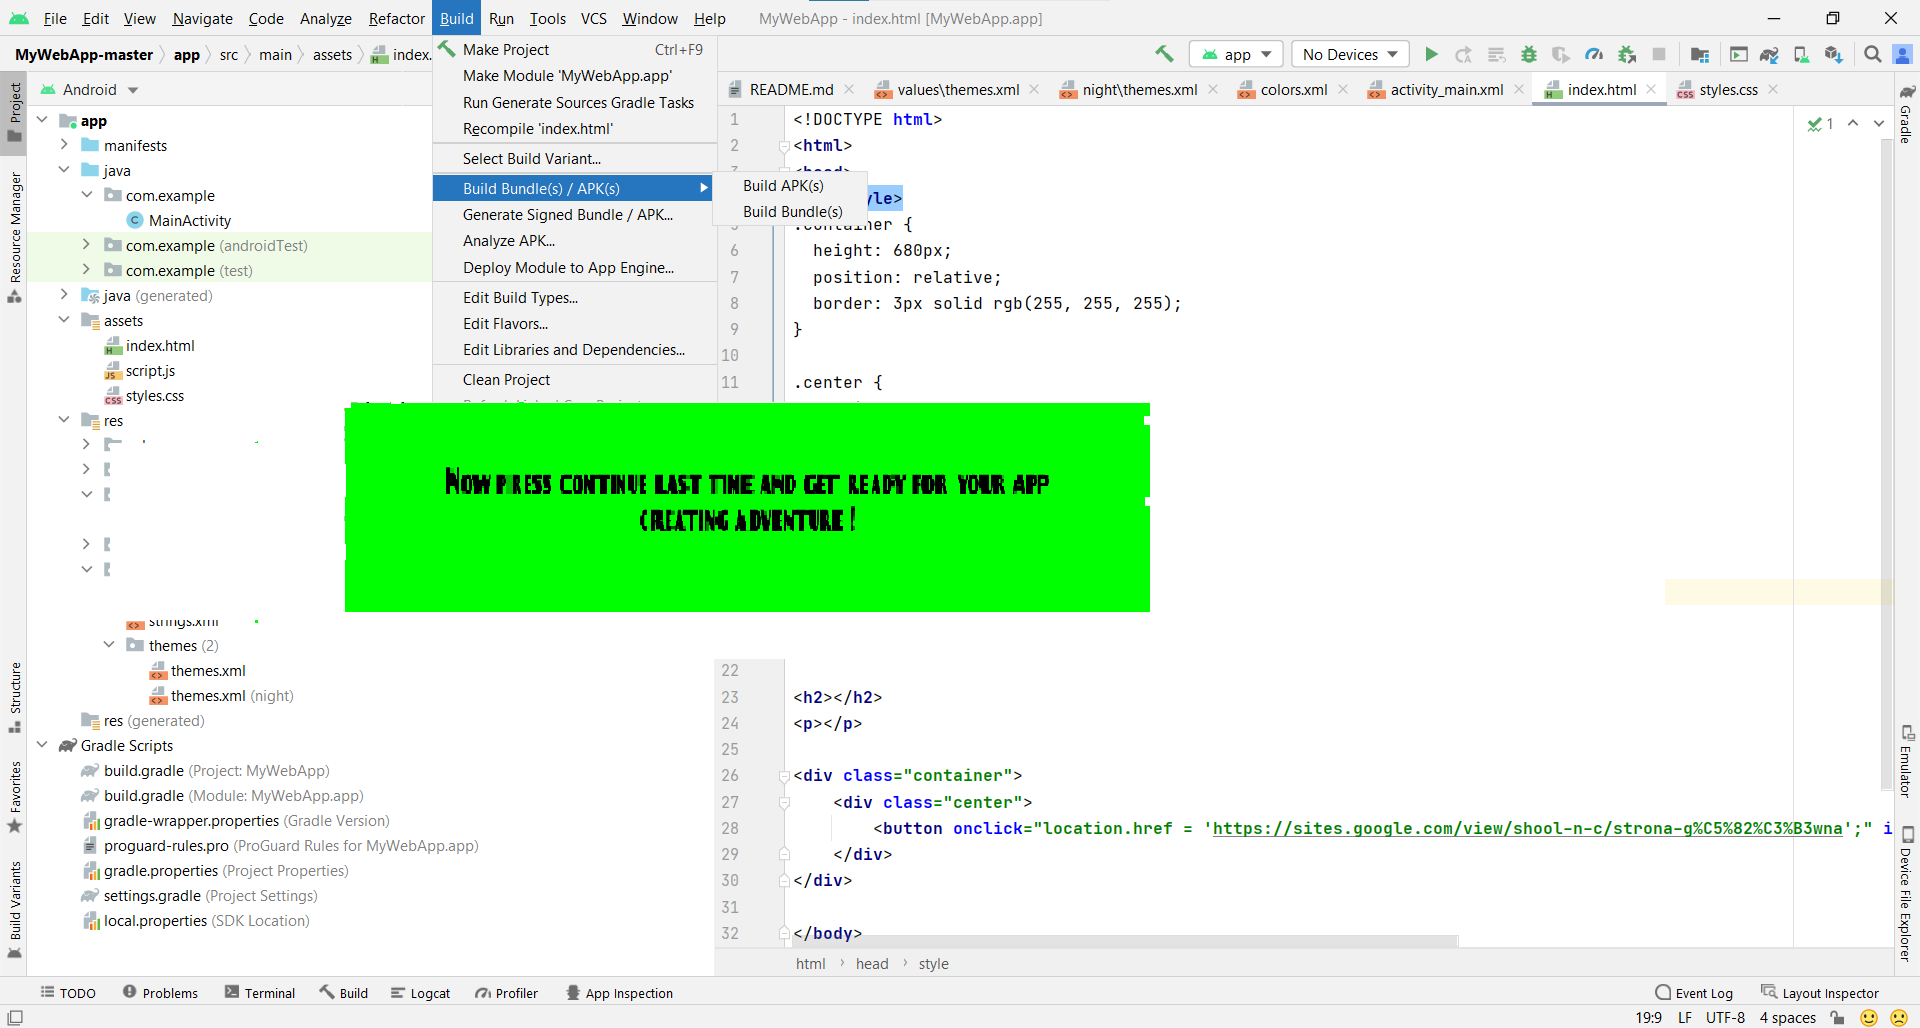 File Edit View Navigate Code Analyze Refactor Build Run Tools VCS Window Help MyWebApp - index.html [MyWebApp.app]
MyWebApp-master app src main assets index.
app No Devices
Android
README.md values\themes.xml night\themes.xml colors.xml activity_main.xml index.html styles.css
Project
Resource Manager
Structure
Favorites
Build Variants
app
manifests
java
com.example
MainActivity
com.example (androidTest)
com.example (test)
java (generated)
assets
index.html
script.js
styles.css
res
strings.xml
themes (2)
themes.xml
themes.xml (night)
res (generated)
Gradle Scripts
build.gradle (Project: MyWebApp)
build.gradle (Module: MyWebApp.app)
gradle-wrapper.properties (Gradle Version)
proguard-rules.pro (ProGuard Rules for MyWebApp.app)
gradle.properties (Project Properties)
settings.gradle (Project Settings)
local.properties (SDK Location)
Make Project Ctrl+F9
Make Module 'MyWebApp.app'
Run Generate Sources Gradle Tasks
Recompile 'index.html'
Select Build Variant...
Build Bundle(s) / APK(s)
Generate Signed Bundle / APK...
Analyze APK...
Deploy Module to App Engine...
Edit Build Types...
Edit Flavors...
Edit Libraries and Dependencies...
Clean Project
Build APK(s)
Build Bundle(s)
1 <!DOCTYPE html>
2 <html>
3 <head>
yle>
5 .container {
6 height: 680px;
7 position: relative;
8 border: 3px solid rgb(255, 255, 255);
9 }
10
11 .center {
1
Now press continue last time and get ready for your app
creating adventure !
22
23 <h2></h2>
24 <p></p>
25
26 <div class="container">
27 <div class="center">
28 <button onclick="location.href = 'https://sites.google.com/view/shool-n-c/strona-g%C5%82%C3%B3wna';" i
29 </div>
30 </div>
31
32 </body>
html head style
Gradle
Emulator
Device File Explorer
TODO Problems Terminal Build Logcat Profiler App Inspection Event Log Layout Inspector
19:9 LF UTF-8 4 spaces